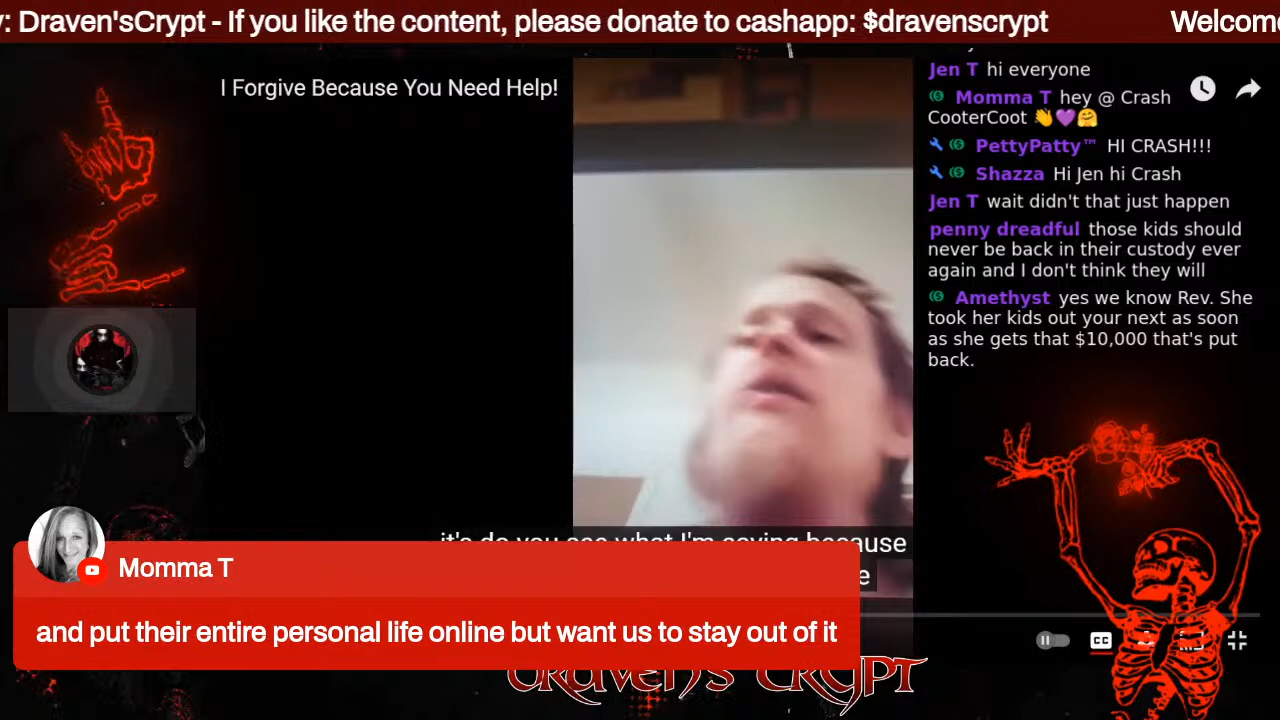 y: Draven'sCrypt - If you like the content, please donate to cashapp: $dravenscrypt
Welcome
I Forgive Because You Need Help!
Jen T hi everyone
Momma T hey @ Crash
CooterCoot 👋💜🤗
PettyPatty™ HI CRASH!!!
Shazza Hi Jen hi Crash
Jen T wait didn't that just happen
penny dreadful those kids should
never be back in their custody ever
again and I don't think they will
Amethyst yes we know Rev. She
took her kids out your next as soon
as she gets that $10,000 that's put
back.
it's do you see what I'm saying because
Momma T
and put their entire personal life online but want us to stay out of it
CC
DRAVEN'S CRYPT